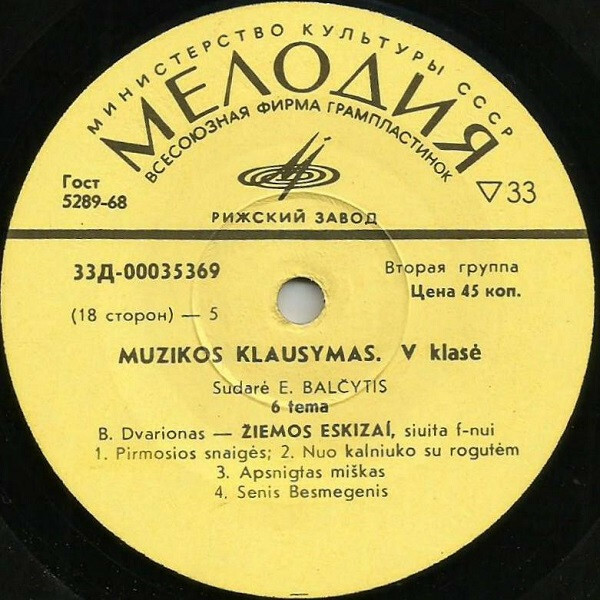 МИНИСТЕРСТВО КУЛЬТУРЫ СССР
МЕЛОДИЯ
ВСЕСОЮЗНАЯ ФИРМА ГРАМПЛАСТИНОК
Гост
5289-68
▽33
РИЖСКИЙ ЗАВОД
33Д-00035369
Вторая группа
Цена 45 коп.
(18 сторон) — 5
MUZIKOS KLAUSYMAS. V klasė
Sudarė E. BALČYTIS
6 tema
B. Dvarionas — ŽIEMOS ESKIZAÍ, siuita f-nui
1. Pirmosios snaigės; 2. Nuo kalniuko su rogutėm
3. Apsnigtas miškas
4. Senis Besmegenis